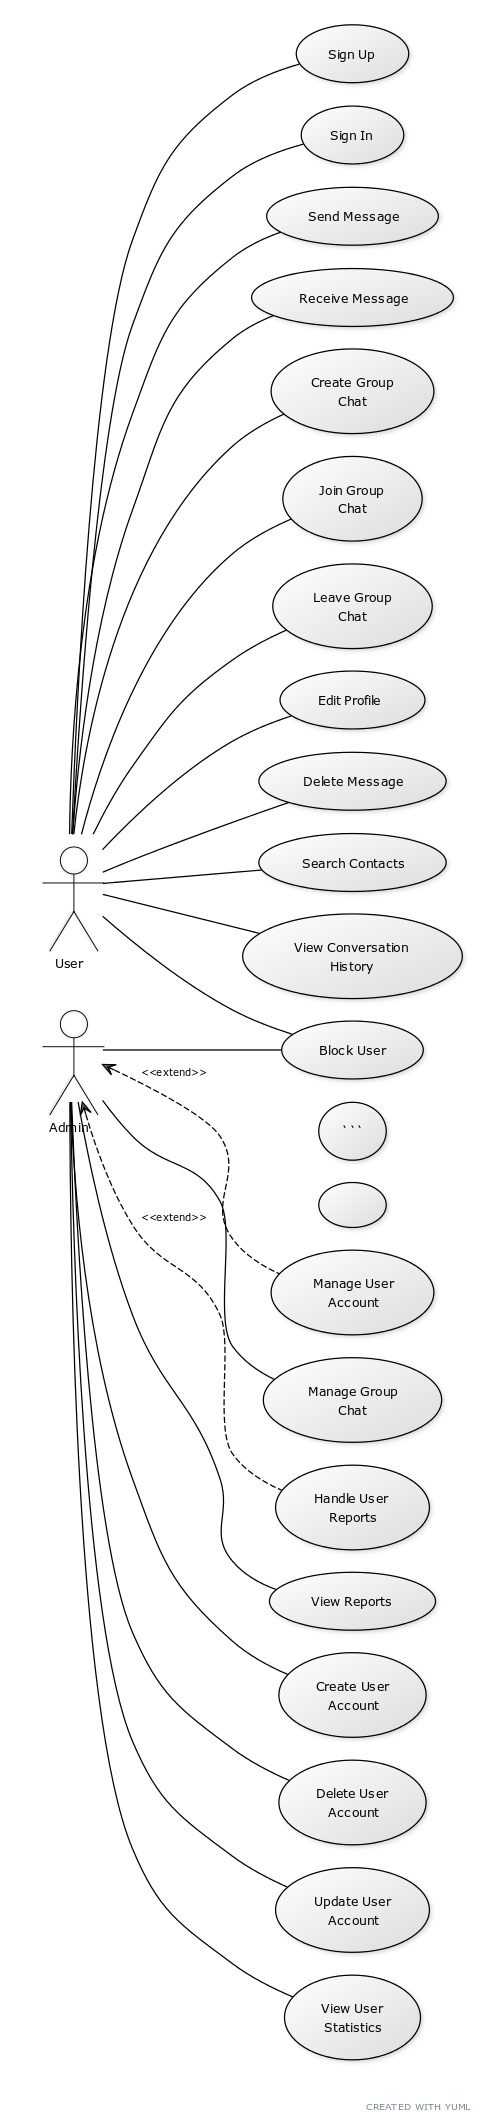 Sign Up
Sign In
Send Message
Receive Message
Create Group
Chat
Join Group
Chat
Leave Group
Chat
Edit Profile
Delete Message
Search Contacts
View Conversation
History
User
Block User
<<extend>>
Admin
```
<<extend>>
Manage User
Account
Manage Group
Chat
Handle User
Reports
View Reports
Create User
Account
Delete User
Account
Update User
Account
View User
Statistics
CREATED WITH YUML